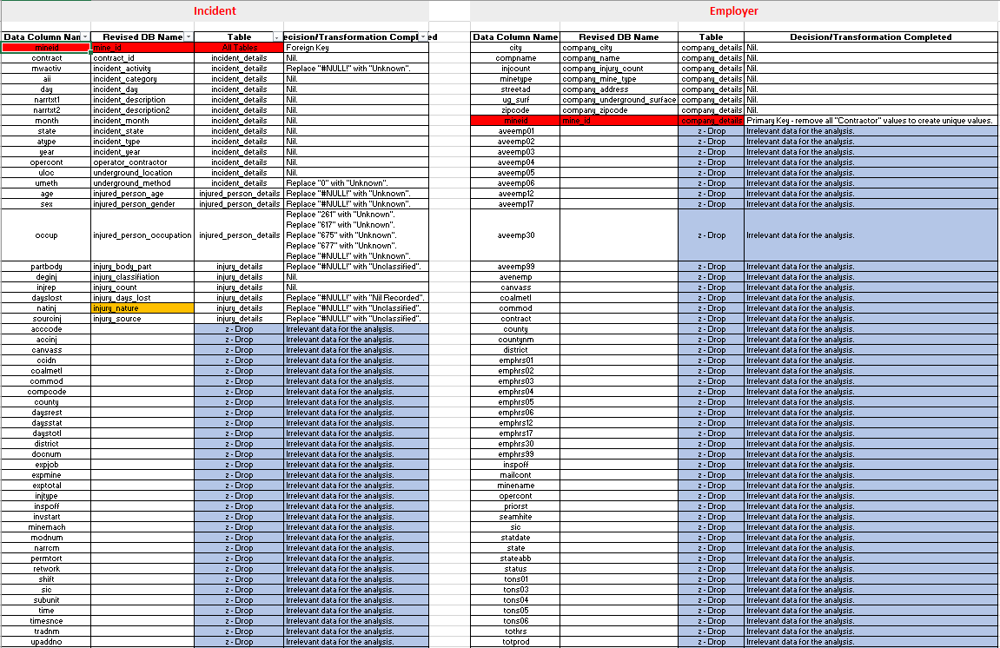 Incident Employer
Data Column Nan Revised DB Name Table ecision/Transformation Compl ed Data Column Name Revised DB Name Table Decision/Transformation Completed
mineid mine_id All Tables Foreign Key city company_city company_details Nil.
contract contract_id incident_details Nil. compname company_name company_details Nil.
mwactiv incident_activity incident_details Replace "#NULL!" with "Unknown". injcount company_injury_count company_details Nil.
aii incident_category incident_details Nil. minetype company_mine_type company_details Nil.
day incident_day incident_details Nil. streetad company_address company_details Nil.
narrtxt1 incident_description incident_details Nil. ug_surf company_underground_surface company_details Nil.
narrtxt2 incident_description2 incident_details Nil. zipcode company_zipcode company_details Nil.
month incident_month incident_details Nil. mineid mine_id company_details Primary Key - remove all "Contractor" values to create unique values.
state incident_state incident_details Nil. aveemp01 z - Drop Irrelevant data for the analysis.
atype incident_type incident_details Nil. aveemp02 z - Drop Irrelevant data for the analysis.
year incident_year incident_details Nil. aveemp03 z - Drop Irrelevant data for the analysis.
opercont operator_contractor incident_details Nil. aveemp04 z - Drop Irrelevant data for the analysis.
uloc underground_location incident_details Nil. aveemp05 z - Drop Irrelevant data for the analysis.
umeth underground_method incident_details Replace "0" with "Unknown". aveemp06 z - Drop Irrelevant data for the analysis.
age injured_person_age injured_person_details Replace "#NULL!" with "Unknown". aveemp12 z - Drop Irrelevant data for the analysis.
sex injured_person_gender injured_person_details Replace "#NULL!" with "Unknown". aveemp17 z - Drop Irrelevant data for the analysis.
Replace "261" with "Unknown".
Replace "617" with "Unknown".
occup injured_person_occupation injured_person_details Replace "675" with "Unknown". aveemp30 z - Drop Irrelevant data for the analysis.
Replace "677" with "Unknown".
Replace "#NULL!" with "Unknown".
partbody injury_body_part injury_details Replace "#NULL!" with "Unclassified". aveemp99 z - Drop Irrelevant data for the analysis.
deginj injury_classifiation injury_details Nil. avenemp z - Drop Irrelevant data for the analysis.
injrep injury_count injury_details Nil. canvass z - Drop Irrelevant data for the analysis.
dayslost injury_days_lost injury_details Replace "#NULL!" with "Nil Recorded". coalmetl z - Drop Irrelevant data for the analysis.
natinj injury_nature injury_details Replace "#NULL!" with "Unclassified". commod z - Drop Irrelevant data for the analysis.
sourcinj injury_source injury_details Replace "#NULL!" with "Unclassified". contract z - Drop Irrelevant data for the analysis.
acccode z - Drop Irrelevant data for the analysis. county z - Drop Irrelevant data for the analysis.
accinj z - Drop Irrelevant data for the analysis. countynm z - Drop Irrelevant data for the analysis.
canvass z - Drop Irrelevant data for the analysis. district z - Drop Irrelevant data for the analysis.
ccidn z - Drop Irrelevant data for the analysis. emphrs01 z - Drop Irrelevant data for the analysis.
coalmetl z - Drop Irrelevant data for the analysis. emphrs02 z - Drop Irrelevant data for the analysis.
commod z - Drop Irrelevant data for the analysis. emphrs03 z - Drop Irrelevant data for the analysis.
compcode z - Drop Irrelevant data for the analysis. emphrs04 z - Drop Irrelevant data for the analysis.
county z - Drop Irrelevant data for the analysis. emphrs05 z - Drop Irrelevant data for the analysis.
daysrest z - Drop Irrelevant data for the analysis. emphrs06 z - Drop Irrelevant data for the analysis.
daysstat z - Drop Irrelevant data for the analysis. emphrs12 z - Drop Irrelevant data for the analysis.
daystotl z - Drop Irrelevant data for the analysis. emphrs17 z - Drop Irrelevant data for the analysis.
district z - Drop Irrelevant data for the analysis. emphrs30 z - Drop Irrelevant data for the analysis.
docnum z - Drop Irrelevant data for the analysis. emphrs99 z - Drop Irrelevant data for the analysis.
expjob z - Drop Irrelevant data for the analysis. inspoff z - Drop Irrelevant data for the analysis.
expmine z - Drop Irrelevant data for the analysis. mailcont z - Drop Irrelevant data for the analysis.
exptotal z - Drop Irrelevant data for the analysis. minename z - Drop Irrelevant data for the analysis.
injtype z - Drop Irrelevant data for the analysis. opercont z - Drop Irrelevant data for the analysis.
inspoff z - Drop Irrelevant data for the analysis. priorst z - Drop Irrelevant data for the analysis.
invstart z - Drop Irrelevant data for the analysis. seamhite z - Drop Irrelevant data for the analysis.
minemach z - Drop Irrelevant data for the analysis. sic z - Drop Irrelevant data for the analysis.
modnum z - Drop Irrelevant data for the analysis. statdate z - Drop Irrelevant data for the analysis.
narrcm z - Drop Irrelevant data for the analysis. state z - Drop Irrelevant data for the analysis.
permtort z - Drop Irrelevant data for the analysis. stateabb z - Drop Irrelevant data for the analysis.
retwork z - Drop Irrelevant data for the analysis. status z - Drop Irrelevant data for the analysis.
shift z - Drop Irrelevant data for the analysis. tons01 z - Drop Irrelevant data for the analysis.
sic z - Drop Irrelevant data for the analysis. tons03 z - Drop Irrelevant data for the analysis.
subunit z - Drop Irrelevant data for the analysis. tons04 z - Drop Irrelevant data for the analysis.
time z - Drop Irrelevant data for the analysis. tons05 z - Drop Irrelevant data for the analysis.
timesnce z - Drop Irrelevant data for the analysis. tons06 z - Drop Irrelevant data for the analysis.
tradnm z - Drop Irrelevant data for the analysis. tothrs z - Drop Irrelevant data for the analysis.
upaddno z - Drop Irrelevant data for the analysis. totprod z - Drop Irrelevant data for the analysis.